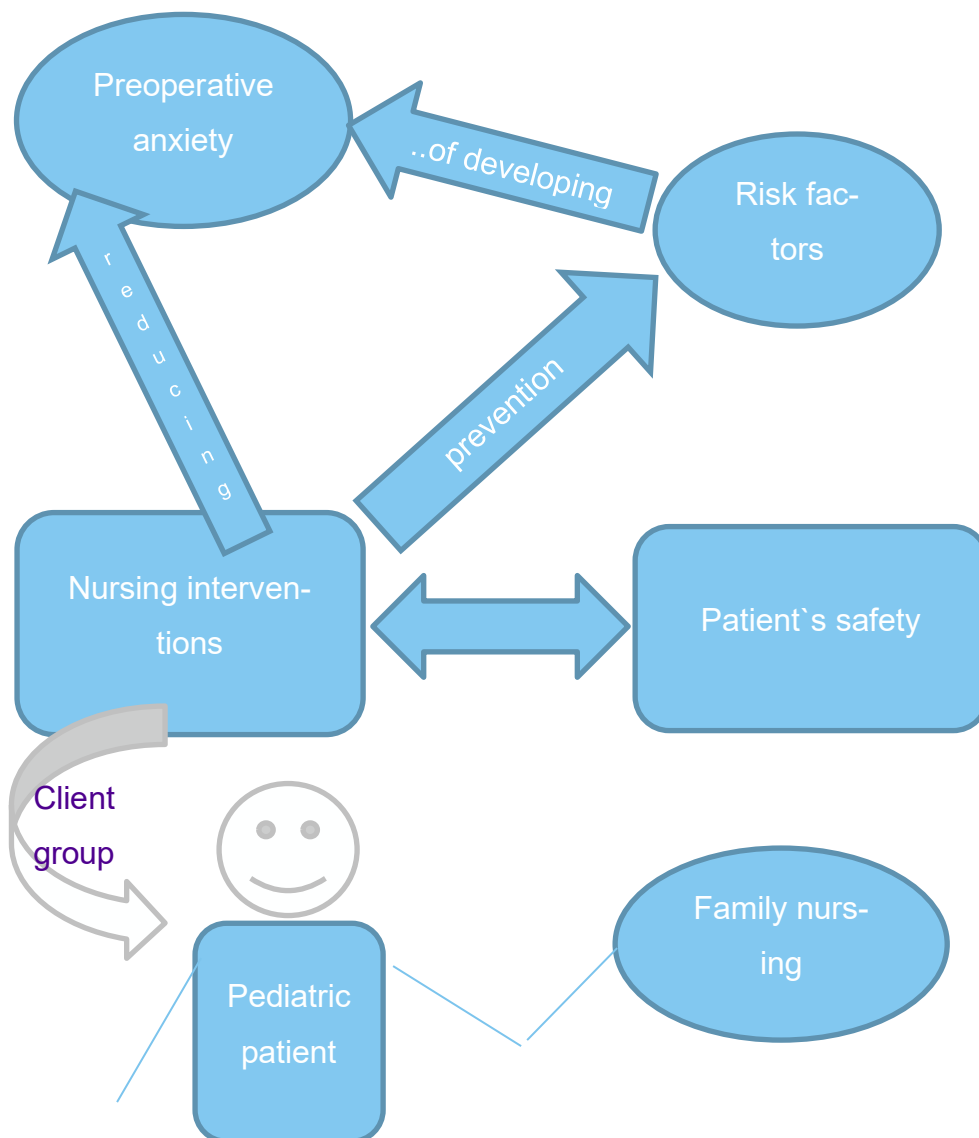 Preoperative
anxiety
..of developing
Risk fac-
tors
reducing
prevention
Nursing interven-
tions
Patient`s safety
Client
group
Family nurs-
ing
Pediatric
patient